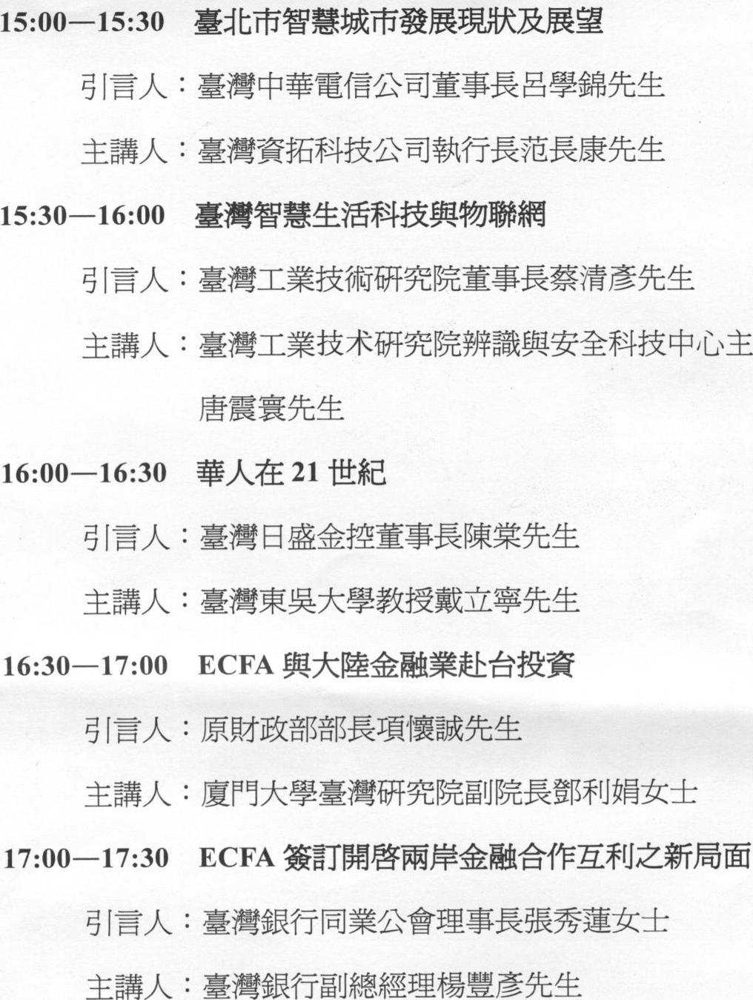 15:00—15:30 臺北市智慧城市發展現狀及展望
引言人：臺灣中華電信公司董事長呂學錦先生
主講人：臺灣資拓科技公司執行長范長康先生
15:30—16:00 臺灣智慧生活科技與物聯網
引言人：臺灣工業技術研究院董事長蔡清彥先生
主講人：臺灣工業技术研究院辨識與安全科技中心主
唐震寰先生
16:00—16:30 華人在 21 世紀
引言人：臺灣日盛金控董事長陳棠先生
主講人：臺灣東吳大學教授戴立寧先生
16:30—17:00 ECFA 與大陸金融業赴台投資
引言人：原財政部部長項懷誠先生
主講人：廈門大學臺灣研究院副院長鄧利娟女士
17:00—17:30 ECFA 簽訂開啓兩岸金融合作互利之新局面
引言人：臺灣銀行同業公會理事長張秀蓮女士
主講人：臺灣銀行副總經理楊豐彥先生